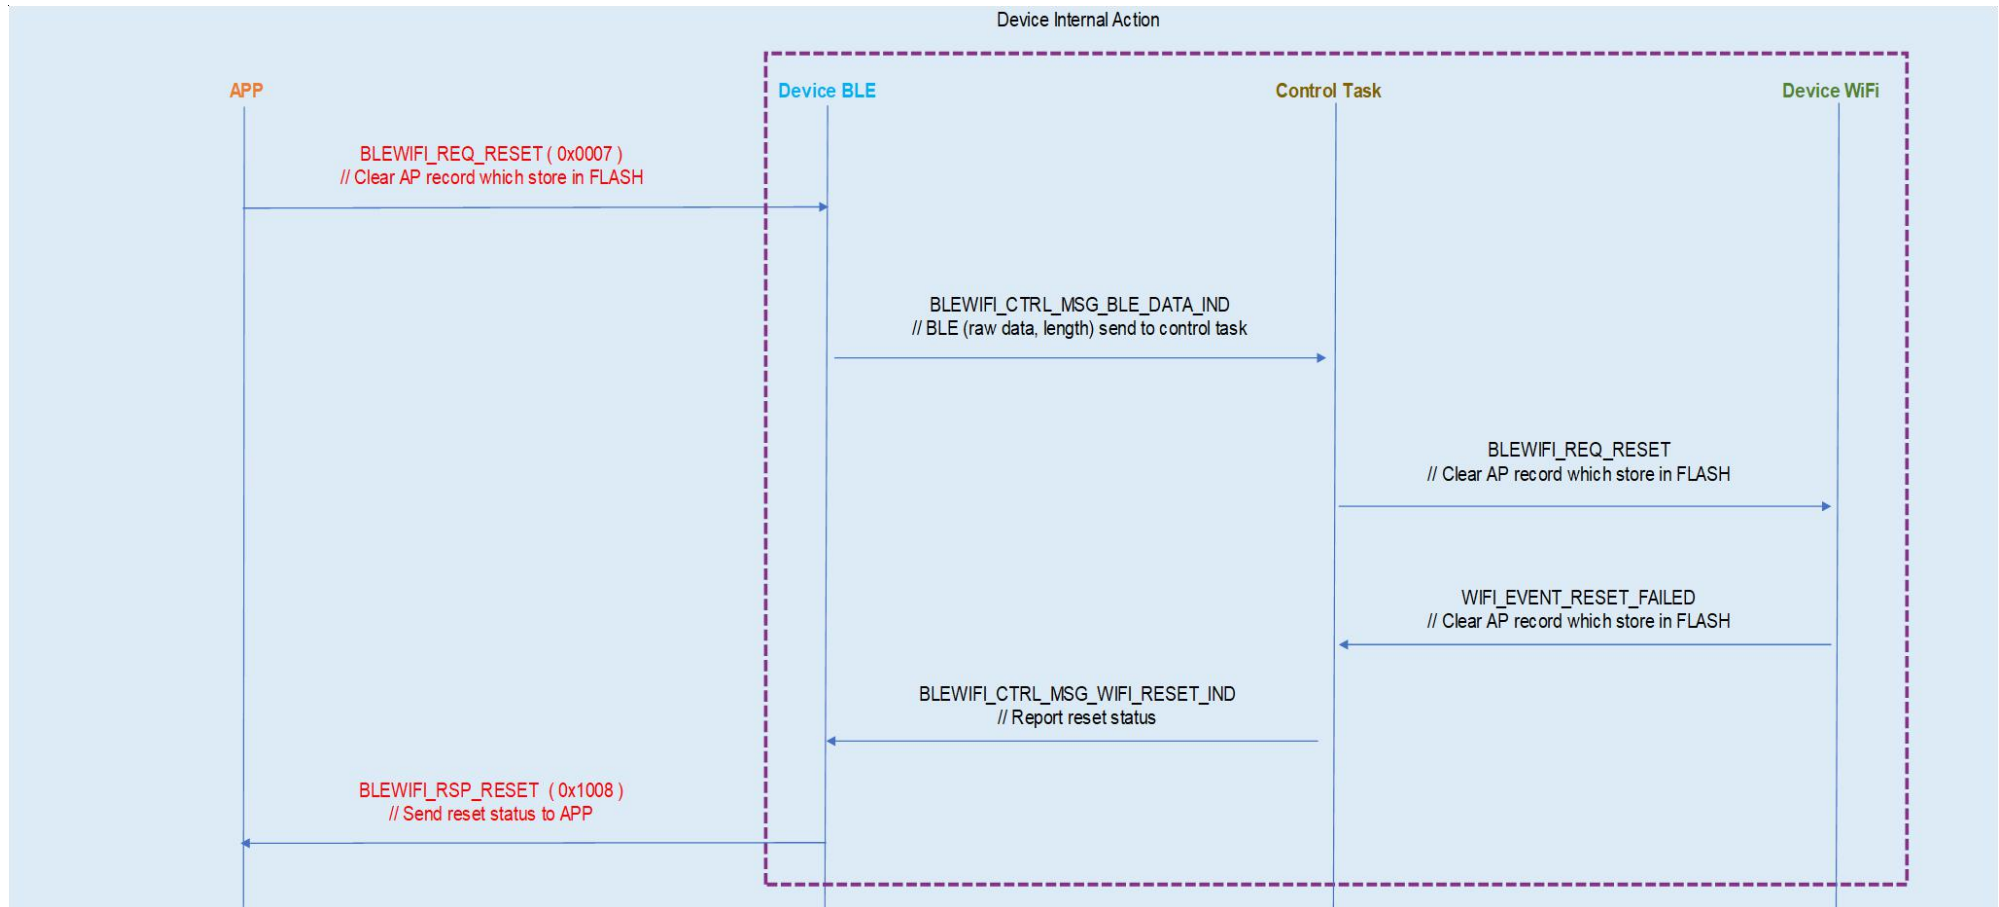 Device Internal Action
APP
Device BLE
Control Task
Device WiFi
BLEWIFI_REQ_RESET ( 0x0007 )
// Clear AP record which store in FLASH
BLEWIFI_CTRL_MSG_BLE_DATA_IND
// BLE (raw data, length) send to control task
BLEWIFI_REQ_RESET
// Clear AP record which store in FLASH
WIFI_EVENT_RESET_FAILED
// Clear AP record which store in FLASH
BLEWIFI_CTRL_MSG_WIFI_RESET_IND
// Report reset status
BLEWIFI_RSP_RESET ( 0x1008 )
// Send reset status to APP